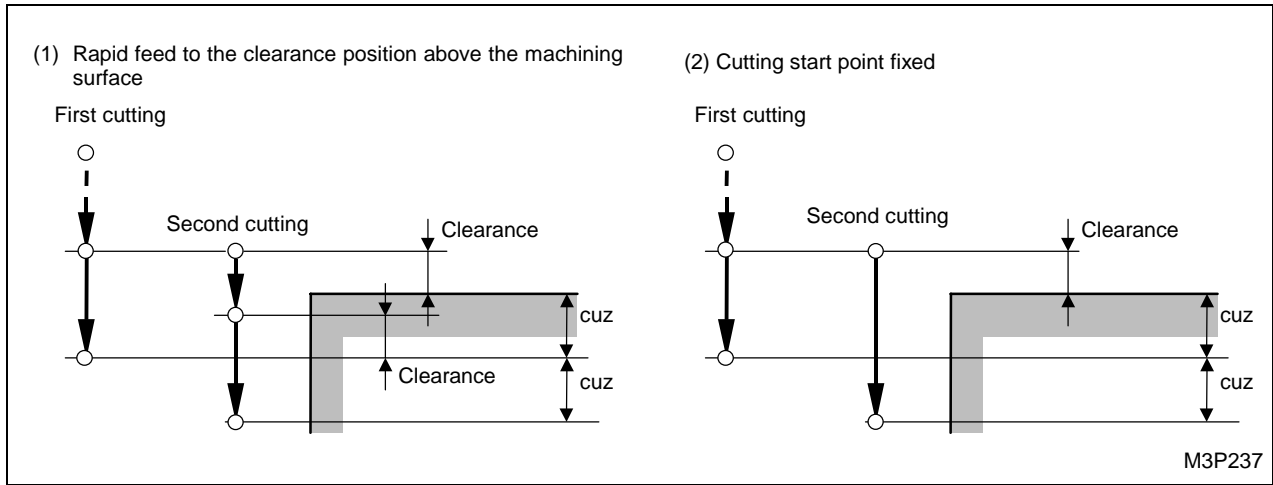 (1) Rapid feed to the clearance position above the machining
surface
First cutting
Second cutting
Clearance
cuz
Clearance
cuz
(2) Cutting start point fixed
First cutting
Second cutting
Clearance
cuz
cuz
M3P237